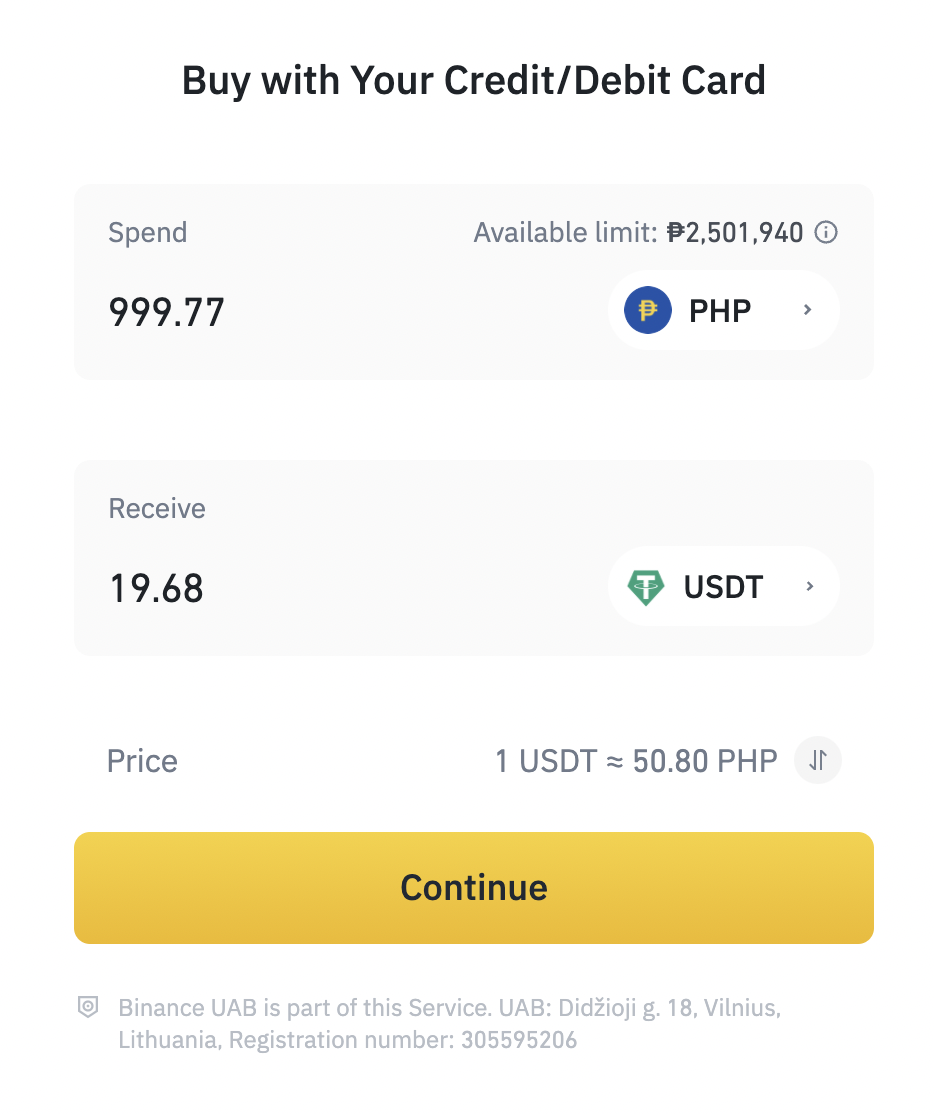 Buy with Your Credit/Debit Card
Spend
Available limit: ₱2,501,940
999.77
₱ PHP
Receive
19.68
USDT
Price
1 USDT ≈ 50.80 PHP
Continue
Binance UAB is part of this Service. UAB: Didžioji g. 18, Vilnius,
Lithuania, Registration number: 305595206